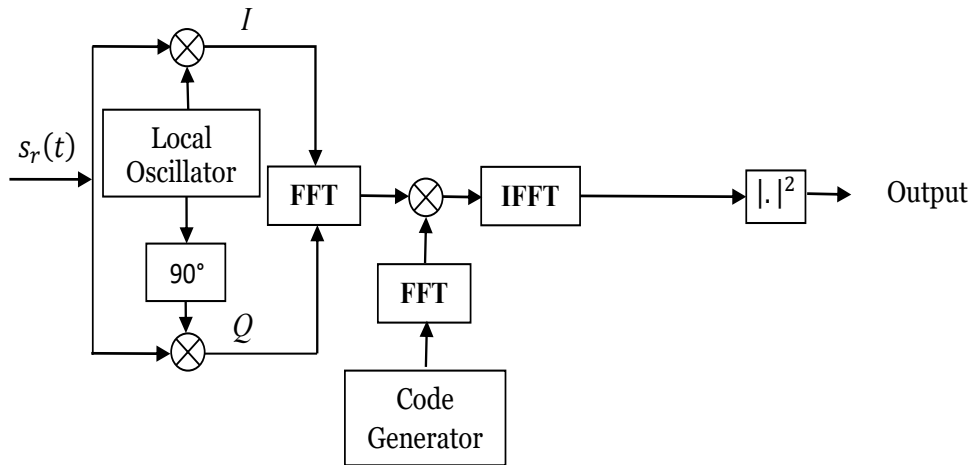 I
s_r(t)
Local
Oscillator
FFT
IFFT
|.|²
Output
90°
FFT
Q
Code
Generator